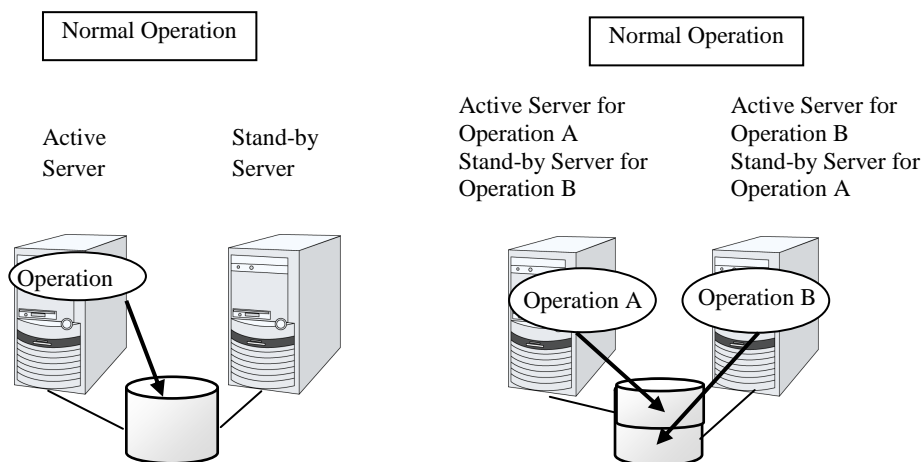 Normal Operation
Active
Server
Stand-by
Server
Operation
Normal Operation
Active Server for
Operation A
Stand-by Server for
Operation B
Active Server for
Operation B
Stand-by Server for
Operation A
Operation A
Operation B